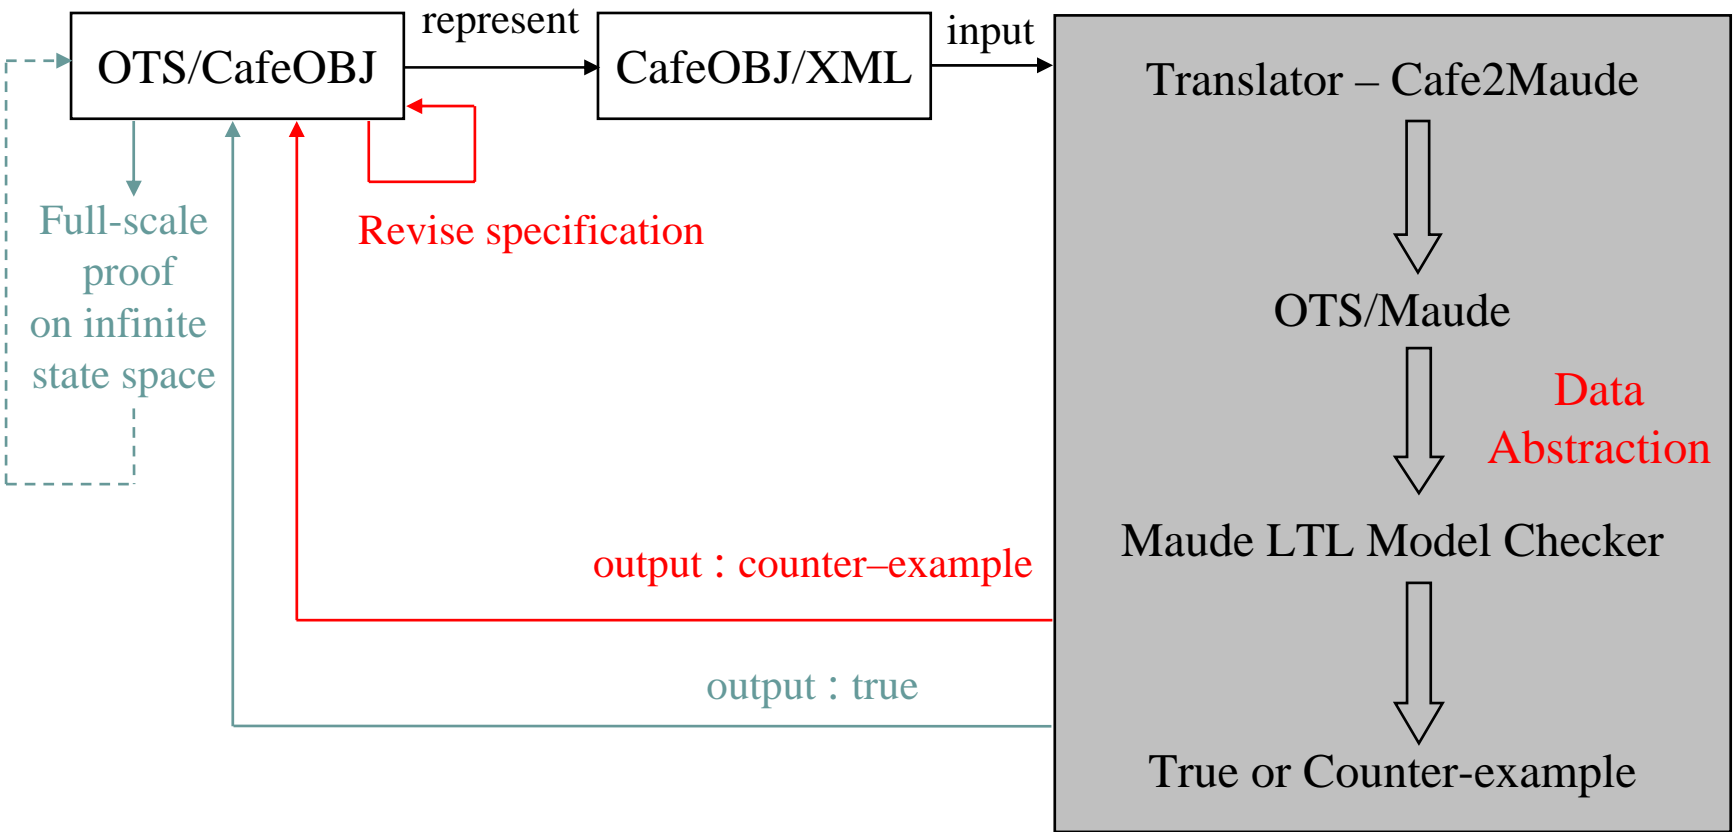 represent
input
OTS/CafeOBJ
CafeOBJ/XML
Translator – Cafe2Maude
Full-scale
proof
on infinite
state space
Revise specification
OTS/Maude
Data
Abstraction
Maude LTL Model Checker
output : counter–example
output : true
True or Counter-example